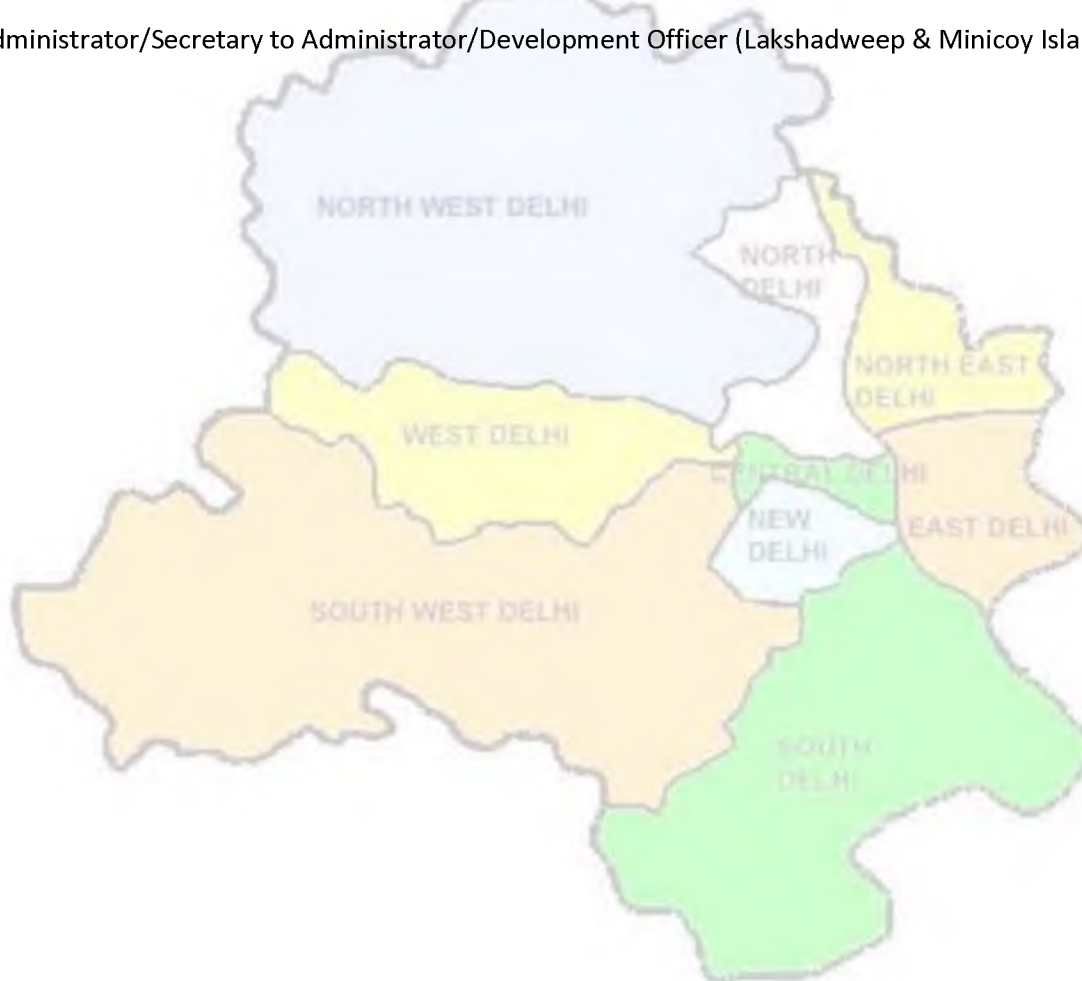 dministrator/Secretary to Administrator/Development Officer (Lakshadweep & Minicoy Isla
NORTH WEST DELHI
NORTH
DELHI
NORTH EAST
DELHI
WEST DELHI
CENTRAL DELHI
NEW
DELHI
EAST DELHI
SOUTH WEST DELHI
SOUTH
DELHI